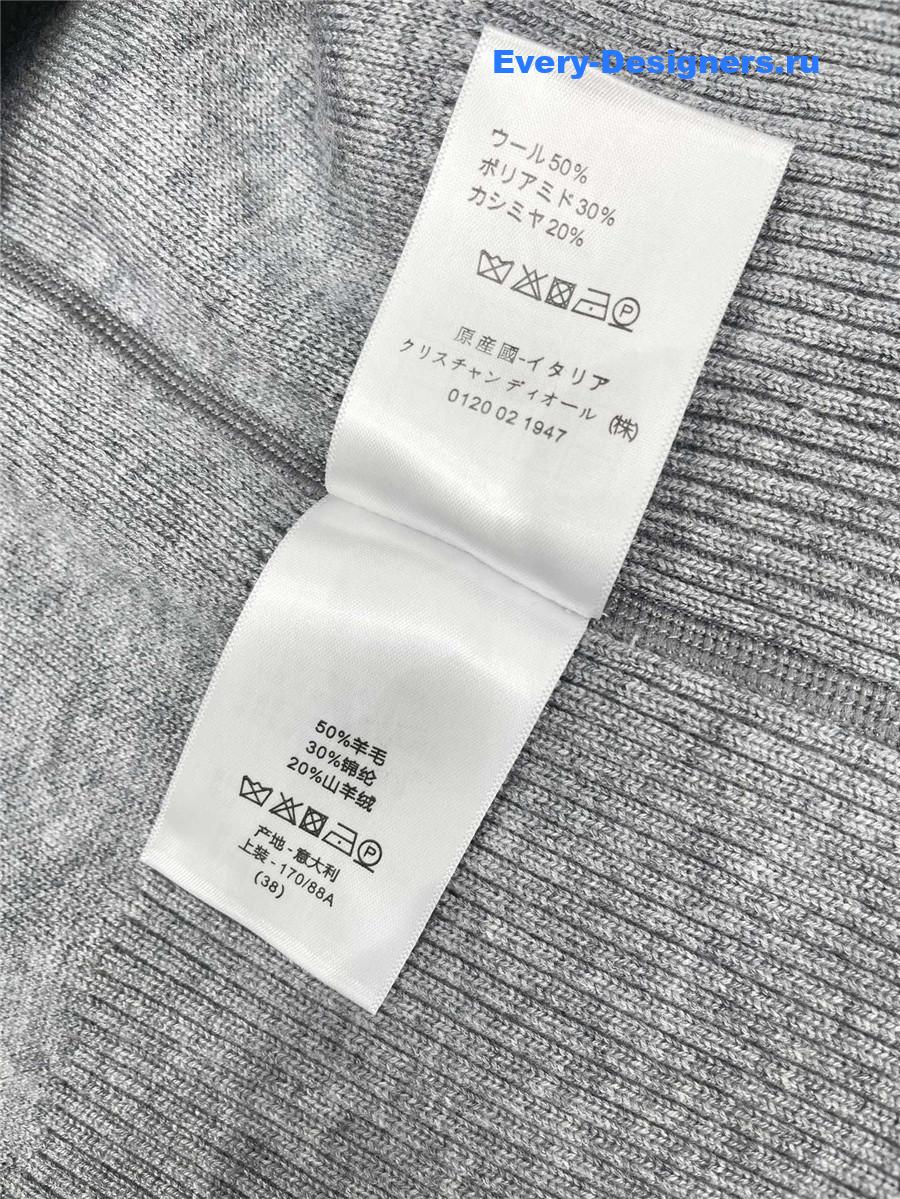 Every-Designers.ru
ウール50%
ポリアミド30%
カシミヤ20%
P
原産國-イタリア
クリスチャン ディオール (株)
0120 02 1947
50%羊毛
30%锦纶
20%山羊绒
P
产地 - 意大利
上装 - 170/88A
(38)